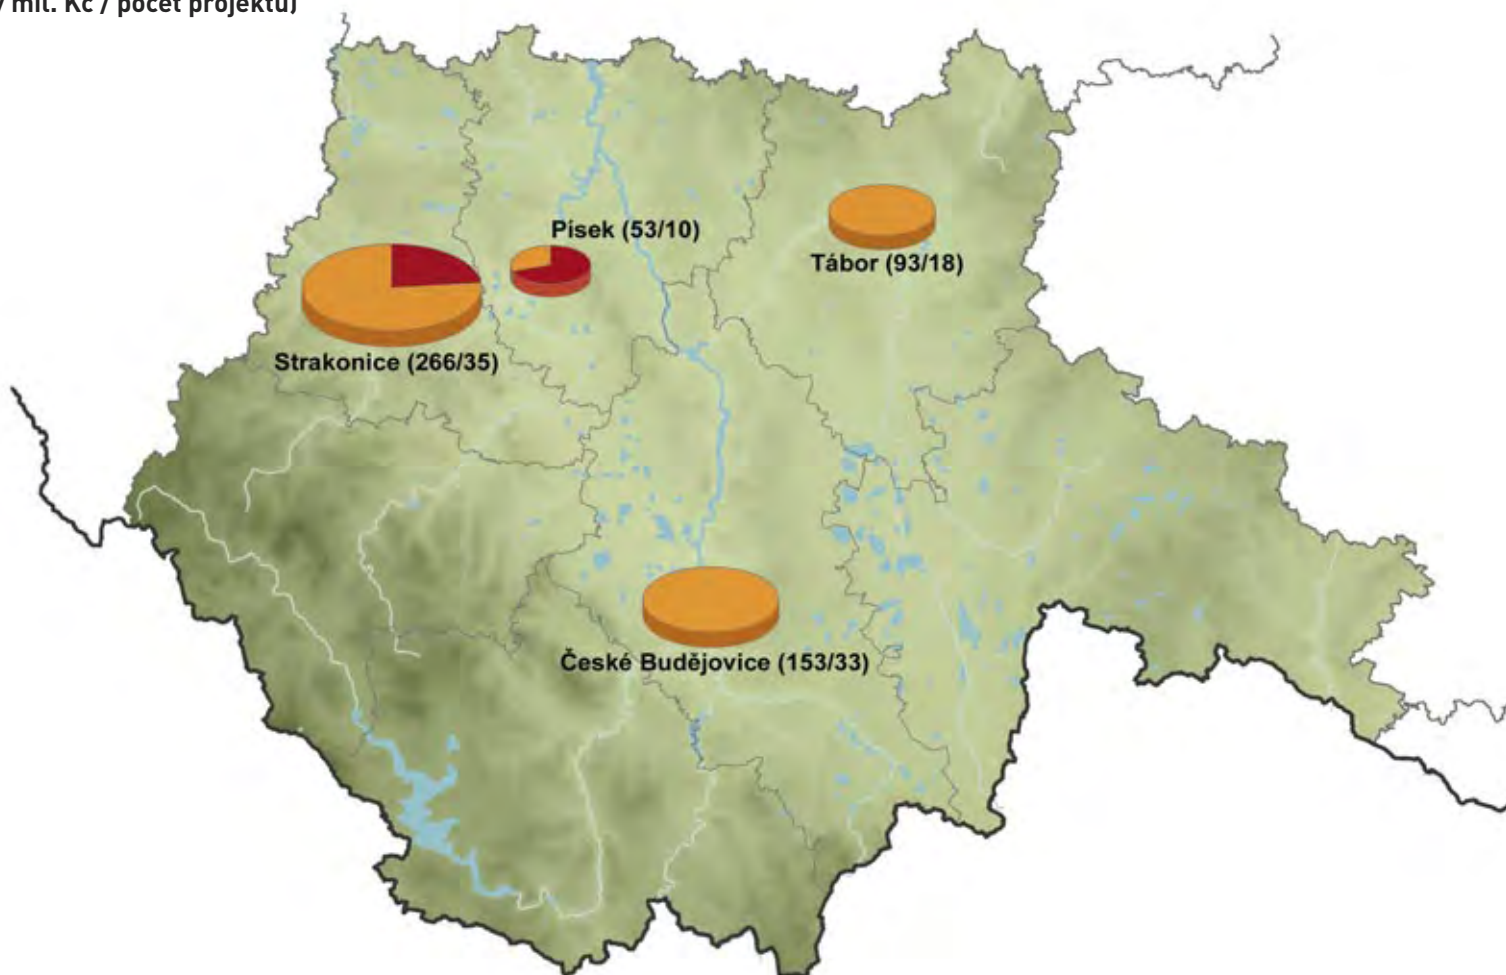 mil. Kč / počet projektů)
Písek (53/10)
Tábor (93/18)
Strakonice (266/35)
České Budějovice (153/33)